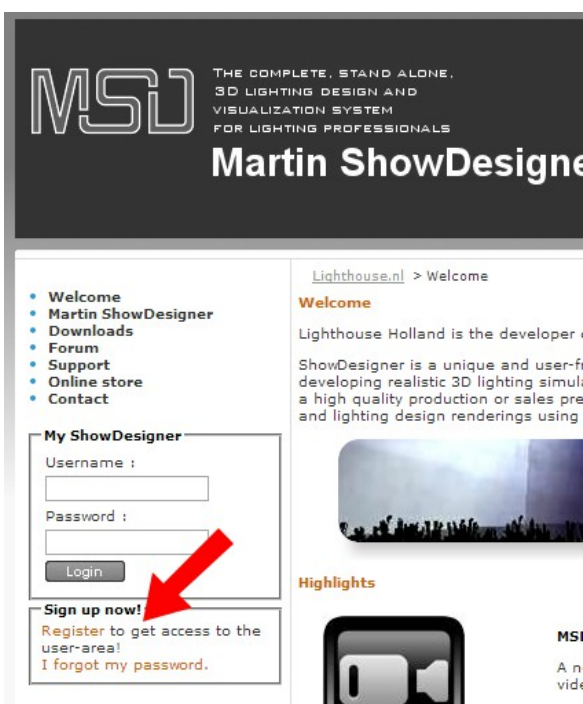 MSD
THE COMPLETE, STAND ALONE,
3D LIGHTING DESIGN AND
VISUALIZATION SYSTEM
FOR LIGHTING PROFESSIONALS
Martin ShowDesigne
Lighthouse.nl > Welcome
Welcome
Martin ShowDesigner
Downloads
Forum
Support
Online store
Contact
My ShowDesigner
Username :
Password :
Login
Sign up now!
Register to get access to the
user-area!
I forgot my password.
Welcome
Lighthouse Holland is the developer
ShowDesigner is a unique and user-fr
developing realistic 3D lighting simula
a high quality production or sales pre
and lighting design renderings using
Highlights
MS
A n
vide